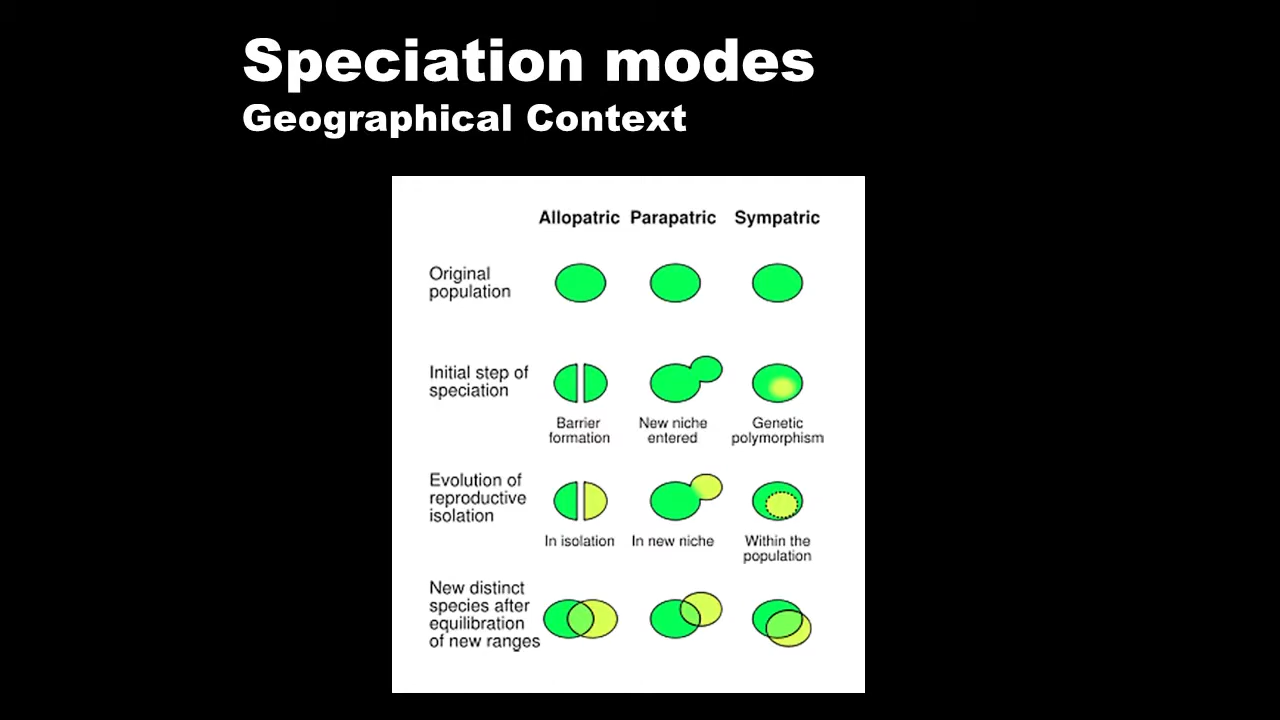 Speciation modes
Geographical Context
Allopatric Parapatric Sympatric
Original
population
Initial step of
speciation
Barrier
formation
New niche
entered
Genetic
polymorphism
Evolution of
reproductive
isolation
In isolation
In new niche
Within the
population
New distinct
species after
equilibration
of new ranges